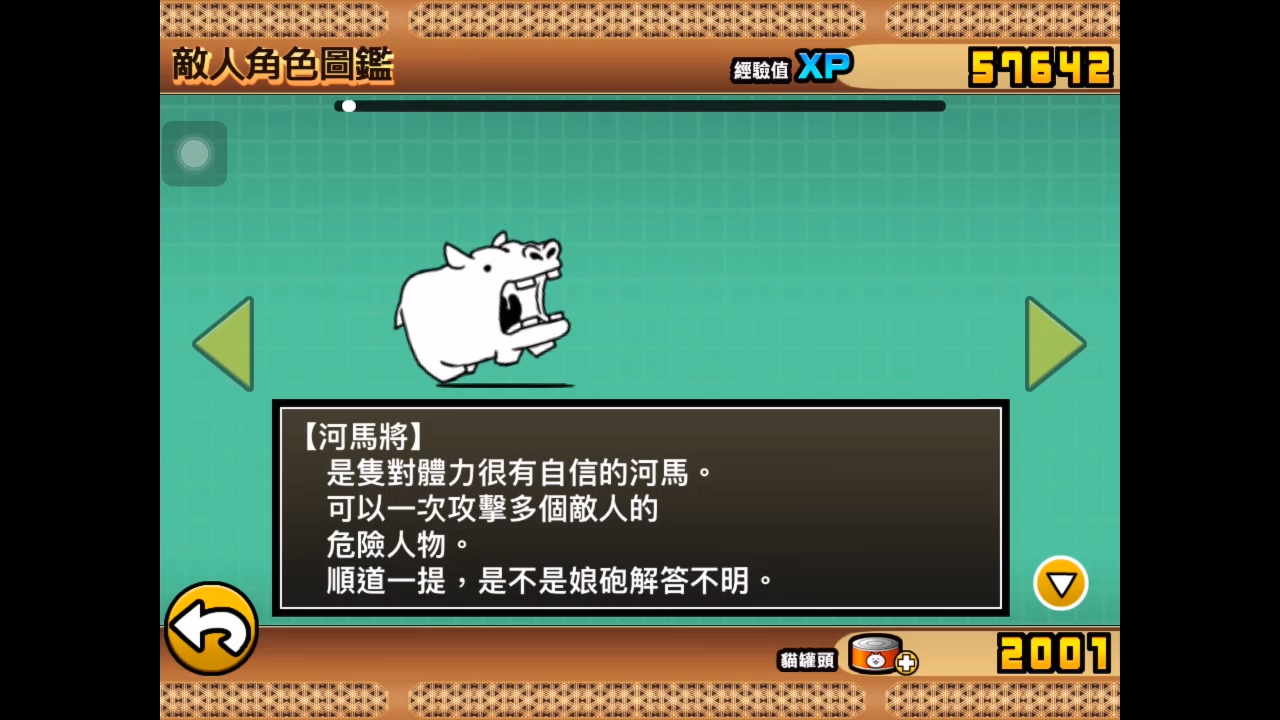 敵人角色圖鑑
經驗值 XP 57642
【河馬將】
是隻對體力很有自信的河馬。
可以一次攻擊多個敵人的
危險人物。
順道一提，是不是娘砲解答不明。
貓罐頭 2001